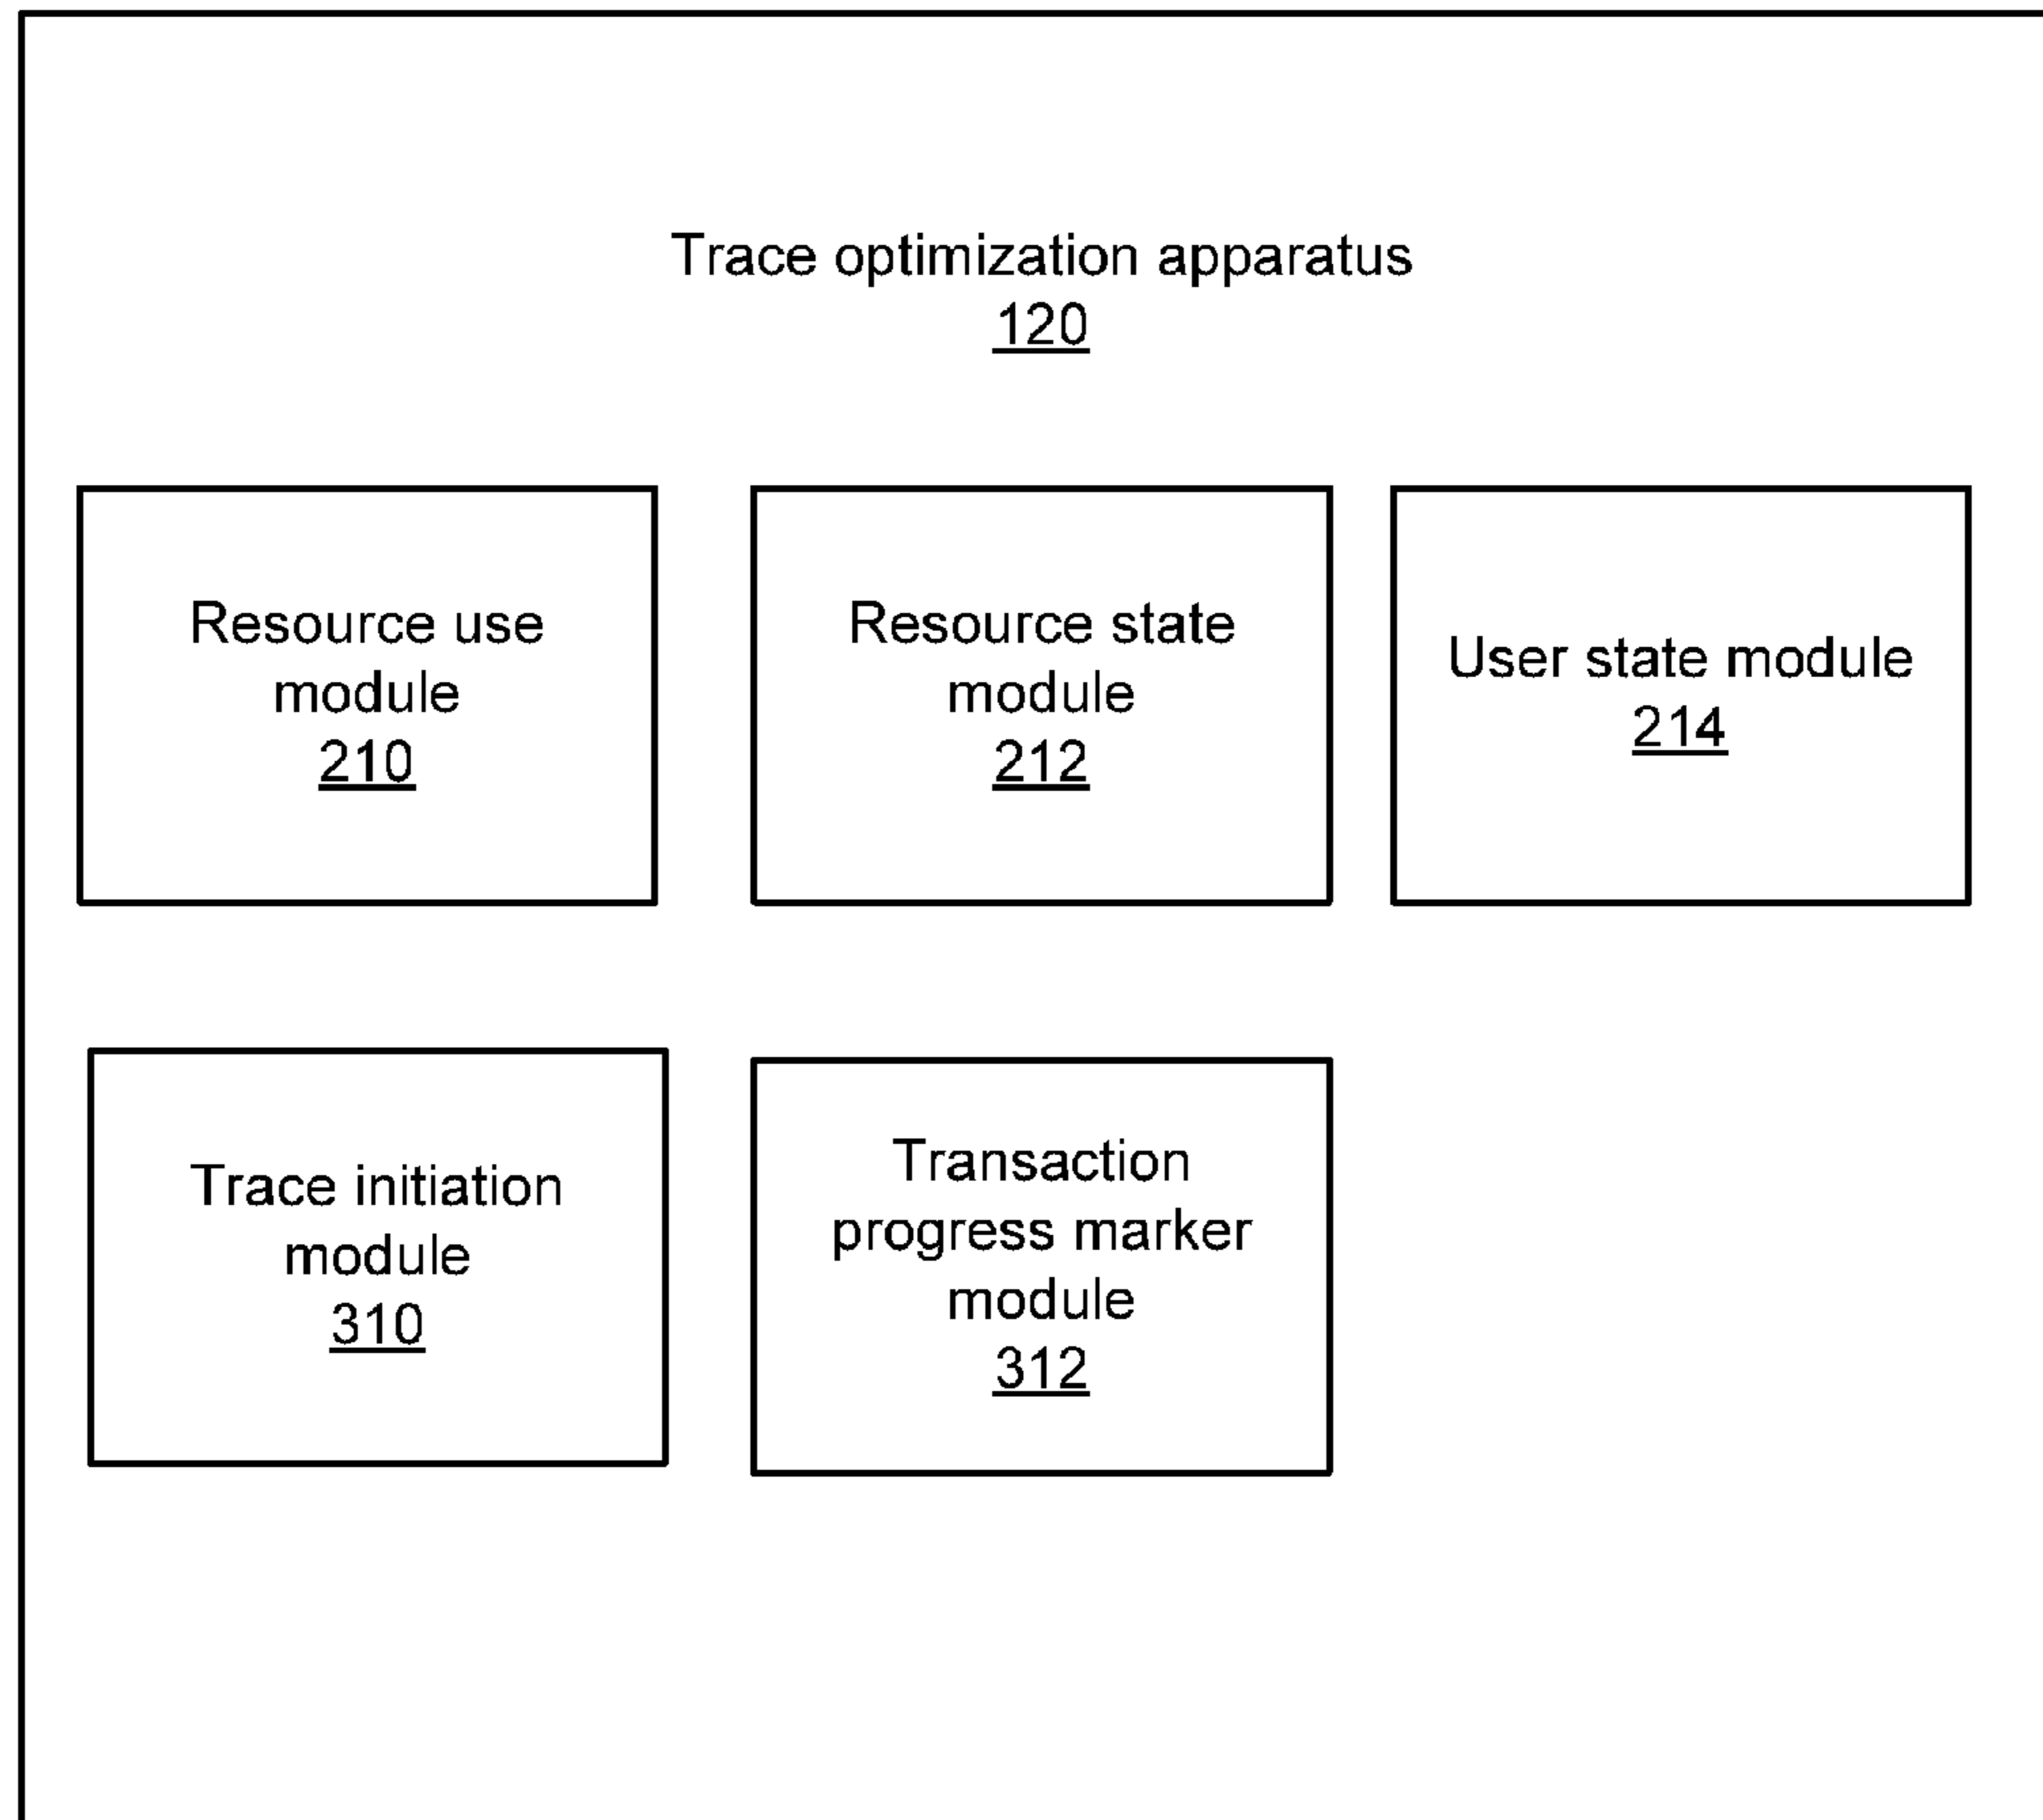 Trace optimization apparatus
120
Resource use
module
210
Resource state
module
212
User state module
214
Trace initiation
module
310
Transaction
progress marker
module
312